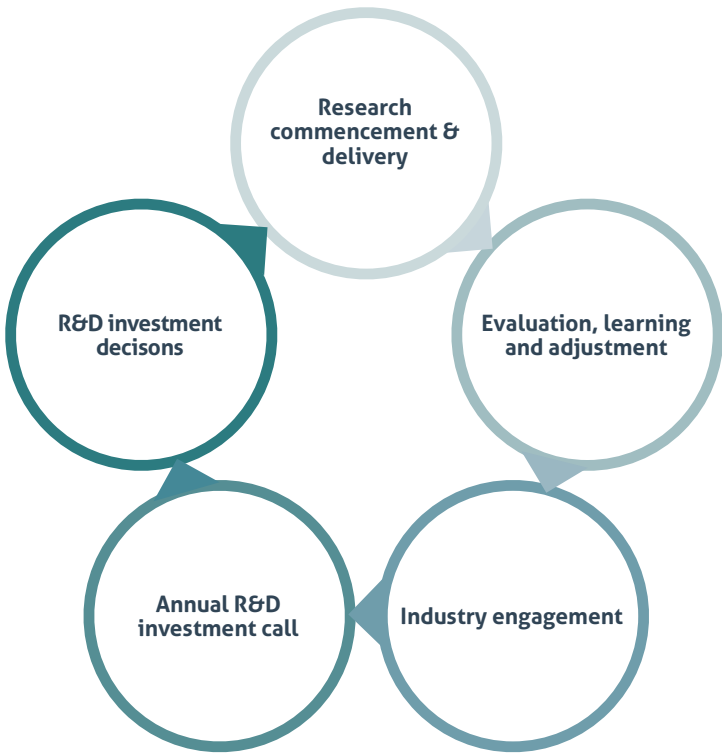 Research
commencement &
delivery
Evaluation, learning
and adjustment
Industry engagement
Annual R&D
investment call
R&D investment
decisons